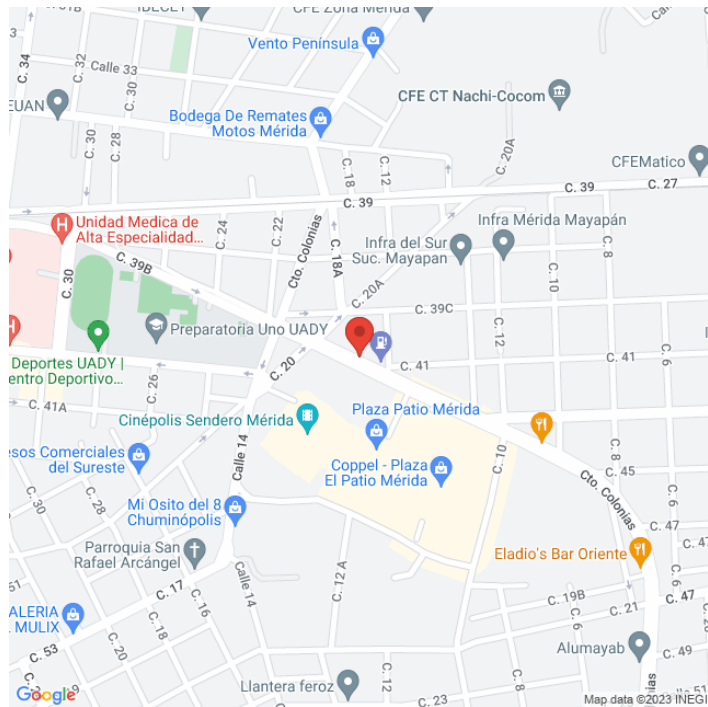 IBECEY
CFE Zona Mérida
C. 31B
C. 34
C. 32
C. 30
Calle 33
Vento Península
EUAN
C. 30
C. 28
Bodega De Remates
Motos Mérida
CFE CT Nachi-Cocom
C. 20A
C. 18
C. 12
CFEMatico
C. 39
C. 27
C. 39
Unidad Medica de
Alta Especialidad...
C. 24
C. 22
Cto. Colonias
C. 18A
Infra Mérida Mayapán
Infra del Sur
Suc. Mayapan
C. 8
C. 30
C. 39B
C. 20A
C. 10
C. 6
C. 39C
C. 12
Preparatoria Uno UADY
Deportes UADY |
entro Deportivo...
C. 20
C. 41
C. 41
C. 26
C. 41A
Cinépolis Sendero Mérida
Plaza Patio Mérida
esos Comerciales
del Sureste
Calle 14
Coppel - Plaza
El Patio Mérida
C. 10
C. 8
C. 45
C. 6
Cto. Colonias
C. 30
C. 28
Mi Osito del 8
Chuminópolis
C. 47
C. 47
Parroquia San
Rafael Arcángel
Eladio's Bar Oriente
C. 12 A
C. 17
Calle 14
C. 16
C. 19B
C. 6
C. 47
C. 21
ALERIA
MULIX
C. 18
C. 53
C. 20
Alumayab
C. 49
Llantera feroz
C. 12
C. 23
Google
Map data ©2023 INEGI